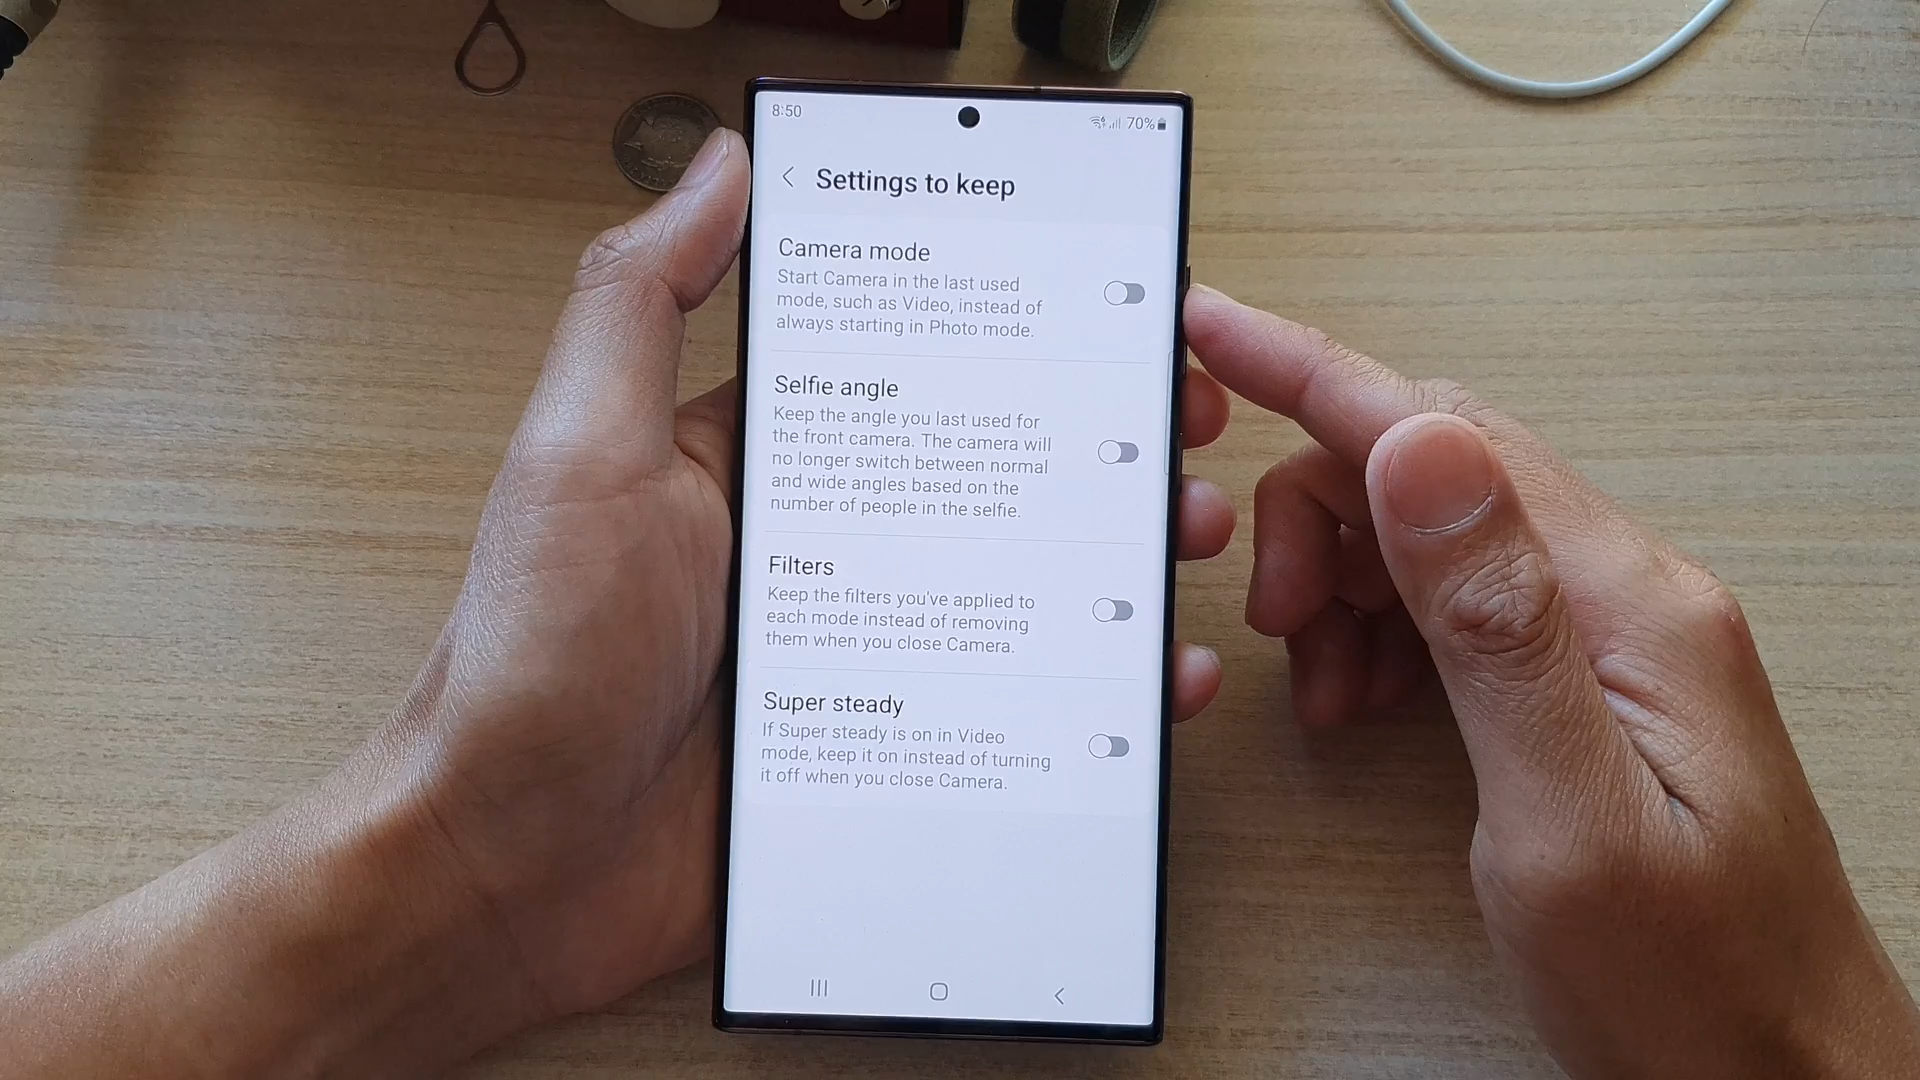 8:50
70%
Settings to keep
Camera mode
Start Camera in the last used
mode, such as Video, instead of
always starting in Photo mode.
Selfie angle
Keep the angle you last used for
the front camera. The camera will
no longer switch between normal
and wide angles based on the
number of people in the selfie.
Filters
Keep the filters you've applied to
each mode instead of removing
them when you close Camera.
Super steady
If Super steady is on in Video
mode, keep it on instead of turning
it off when you close Camera.